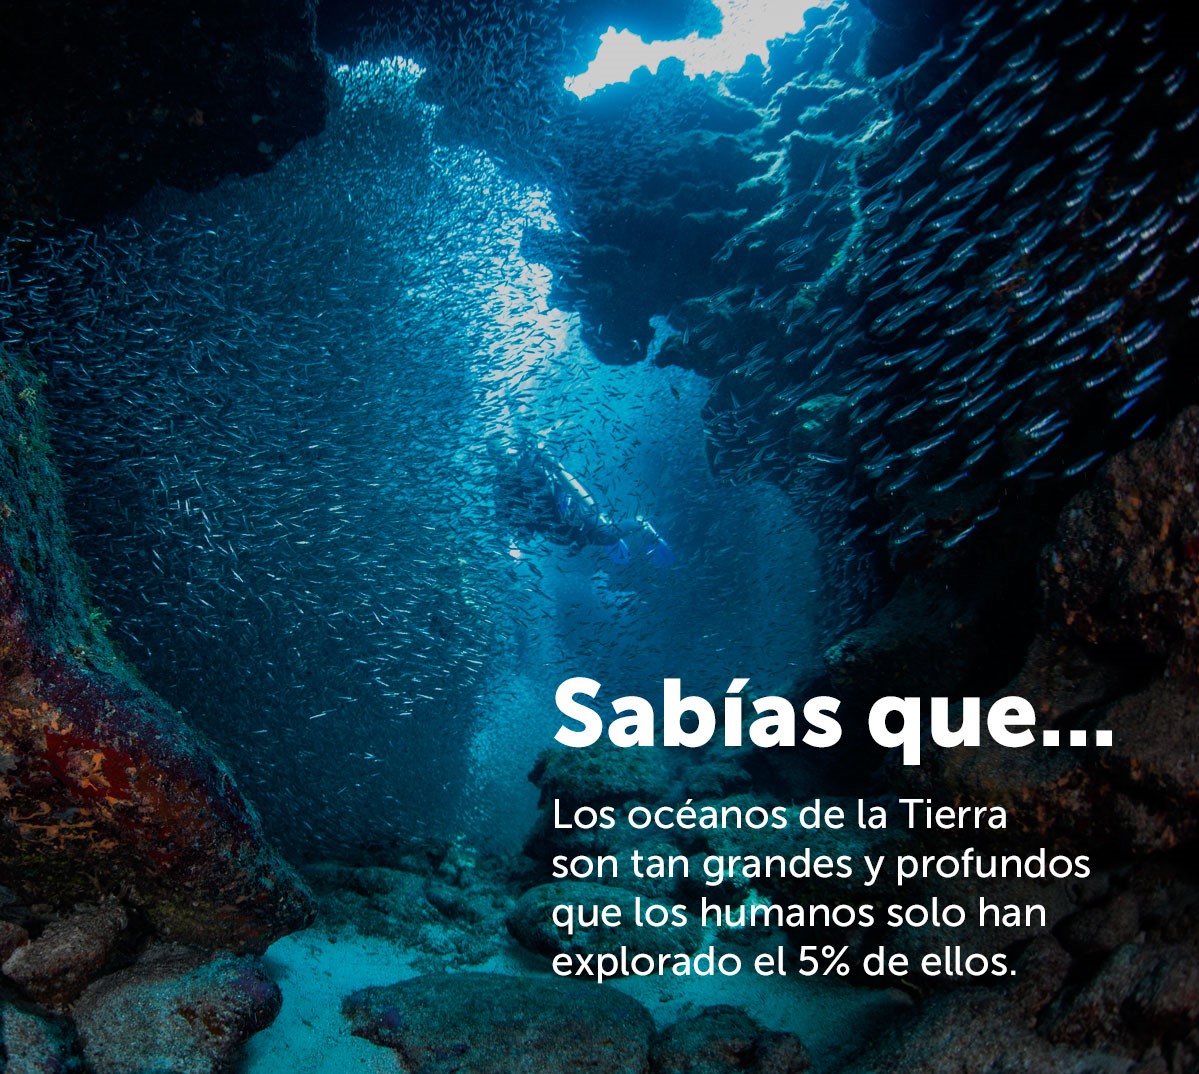 Sabías que...
Los océanos de la Tierra
son tan grandes y profundos
que los humanos solo han
explorado el 5% de ellos.